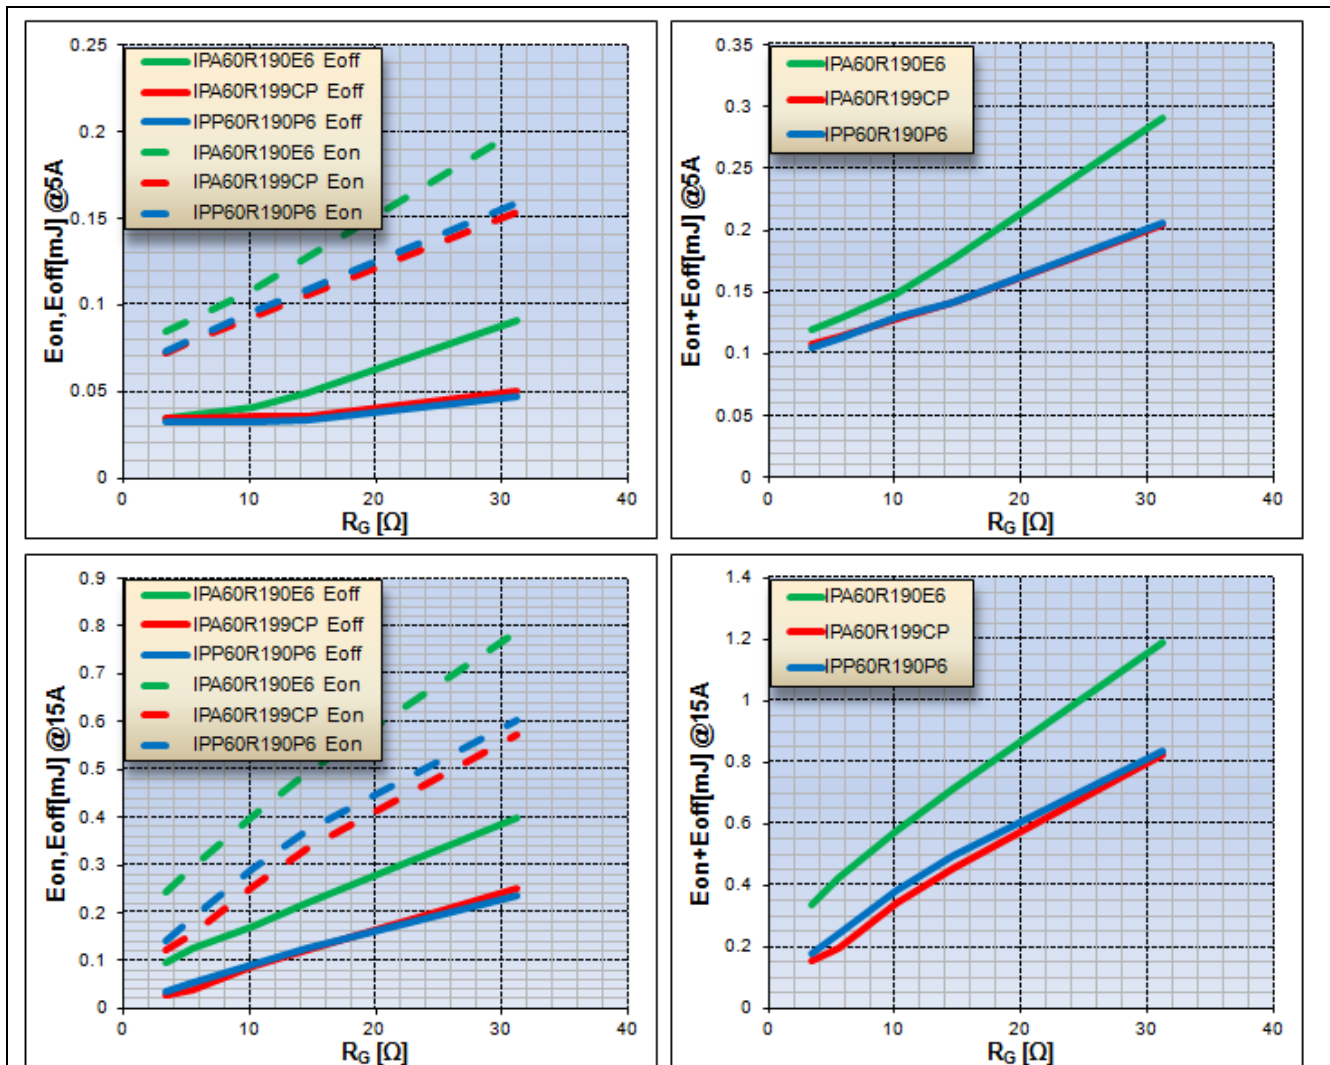 Eon,Eoff[mJ] @5A
0.25
0.2
0.15
0.1
0.05
0
IPA60R190E6 Eoff
IPA60R199CP Eoff
IPP60R190P6 Eoff
IPA60R190E6 Eon
IPA60R199CP Eon
IPP60R190P6 Eon
0 10 20 30 40
RG [Ω]
Eon+Eoff[mJ] @5A
0.35
0.3
0.25
0.2
0.15
0.1
0.05
0
IPA60R190E6
IPA60R199CP
IPP60R190P6
0 10 20 30 40
RG [Ω]
Eon,Eoff[mJ] @15A
0.9
0.8
0.7
0.6
0.5
0.4
0.3
0.2
0.1
0
IPA60R190E6 Eoff
IPA60R199CP Eoff
IPP60R190P6 Eoff
IPA60R190E6 Eon
IPA60R199CP Eon
IPP60R190P6 Eon
0 10 20 30 40
RG [Ω]
Eon+Eoff[mJ] @15A
1.4
1.2
1
0.8
0.6
0.4
0.2
0
IPA60R190E6
IPA60R199CP
IPP60R190P6
0 10 20 30 40
RG [Ω]